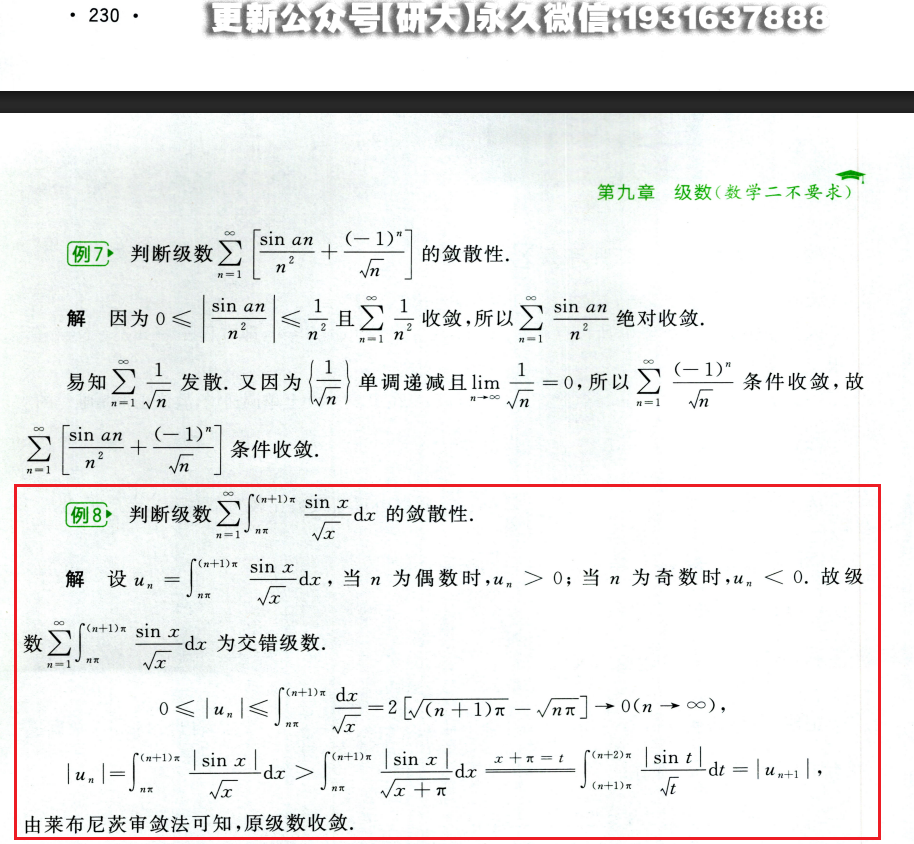 · 230 ·
更新公众号【研大】永久微信:1931637888
第九章 级数(数学二不要求)
例7 判断级数 $\sum_{n=1}^{\infty}\left[\frac{\sin an}{n^2}+\frac{(-1)^n}{\sqrt{n}}\right]$ 的敛散性.
解 因为 $0\leqslant\left|\frac{\sin an}{n^2}\right|\leqslant\frac{1}{n^2}$ 且 $\sum_{n=1}^{\infty}\frac{1}{n^2}$ 收敛,所以 $\sum_{n=1}^{\infty}\frac{\sin an}{n^2}$ 绝对收敛.
易知 $\sum_{n=1}^{\infty}\frac{1}{\sqrt{n}}$ 发散. 又因为 $\left\{\frac{1}{\sqrt{n}}\right\}$ 单调递减且 $\lim_{n\to\infty}\frac{1}{\sqrt{n}}=0$,所以 $\sum_{n=1}^{\infty}\frac{(-1)^n}{\sqrt{n}}$ 条件收敛,故
$\sum_{n=1}^{\infty}\left[\frac{\sin an}{n^2}+\frac{(-1)^n}{\sqrt{n}}\right]$ 条件收敛.
例8 判断级数 $\sum_{n=1}^{\infty}\int_{n\pi}^{(n+1)\pi}\frac{\sin x}{\sqrt{x}}\mathrm{d}x$ 的敛散性.
解 设 $u_n=\int_{n\pi}^{(n+1)\pi}\frac{\sin x}{\sqrt{x}}\mathrm{d}x$,当 $n$ 为偶数时,$u_n>0$;当 $n$ 为奇数时,$u_n<0$. 故级
数 $\sum_{n=1}^{\infty}\int_{n\pi}^{(n+1)\pi}\frac{\sin x}{\sqrt{x}}\mathrm{d}x$ 为交错级数.
$0\leqslant|u_n|\leqslant\int_{n\pi}^{(n+1)\pi}\frac{\mathrm{d}x}{\sqrt{x}}=2\left[\sqrt{(n+1)\pi}-\sqrt{n\pi}\right]\to0(n\to\infty)$,
$|u_n|=\int_{n\pi}^{(n+1)\pi}\frac{|\sin x|}{\sqrt{x}}\mathrm{d}x>\int_{n\pi}^{(n+1)\pi}\frac{|\sin x|}{\sqrt{x+\pi}}\mathrm{d}x\xlongequal{x+\pi=t}\int_{(n+1)\pi}^{(n+2)\pi}\frac{|\sin t|}{\sqrt{t}}\mathrm{d}t=|u_{n+1}|$,
由莱布尼茨审敛法可知,原级数收敛.